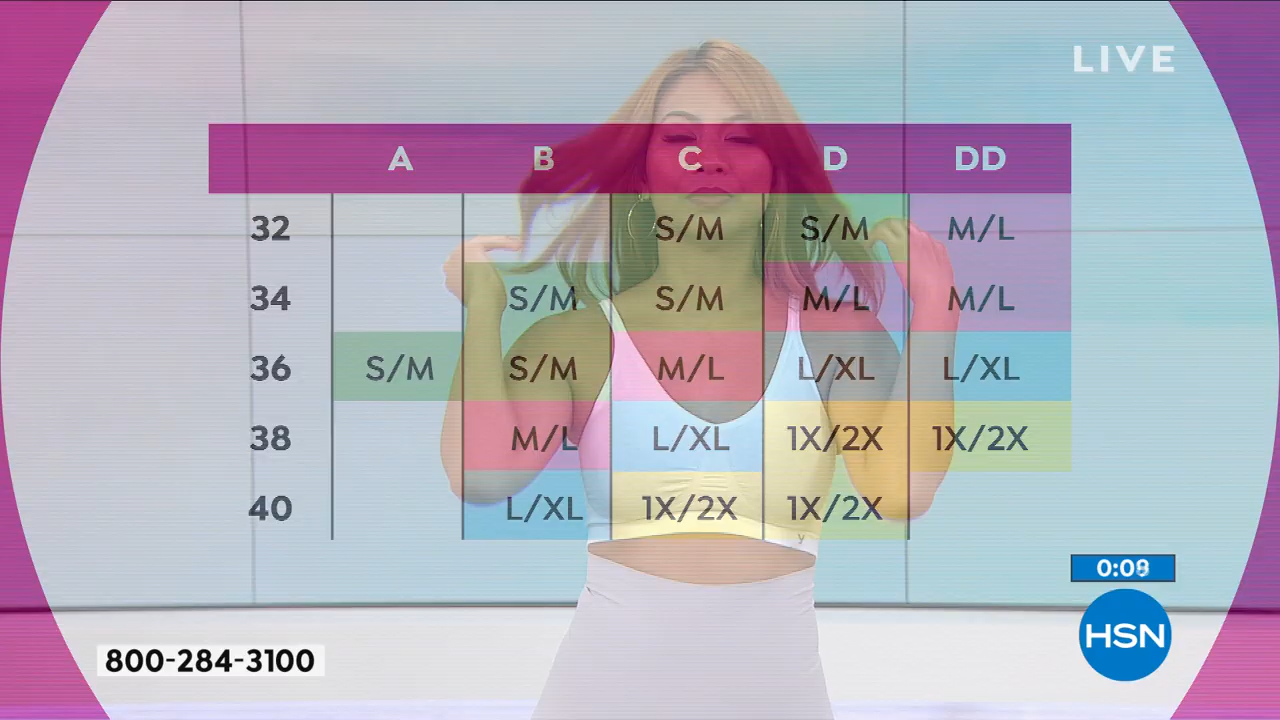 LIVE
A B C D DD
32 S/M S/M M/L
34 S/M S/M M/L M/L
36 S/M S/M M/L L/XL L/XL
38 M/L L/XL 1X/2X 1X/2X
40 L/XL 1X/2X 1X/2X
y
0:08
HSN
800-284-3100